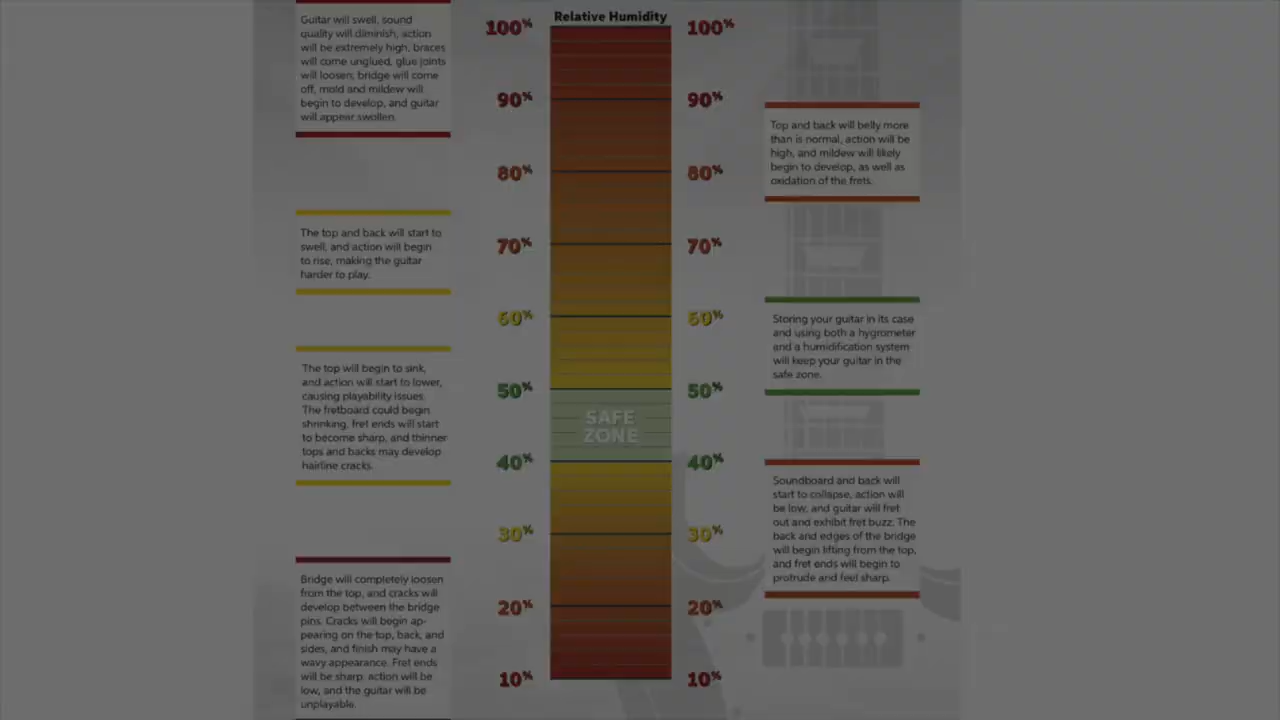 Relative Humidity
100% 100%
90% 90%
80% 80%
70% 70%
60% 60%
50% 50%
SAFE
ZONE
40% 40%
30% 30%
20% 20%
10% 10%
Guitar will swell, sound
quality will diminish, action
will be extremely high, braces
will come unglued, glue joints
will loosen; bridge will come
off, mold and mildew will
begin to develop, and guitar
will appear swollen.
The top and back will start to
swell, and action will begin
to rise, making the guitar
harder to play.
The top will begin to sink,
and action will start to lower,
causing playability issues.
The fretboard could begin
shrinking, fret ends will start
to become sharp, and thinner
tops and backs may develop
hairline cracks.
Bridge will completely loosen
from the top, and cracks will
develop between the bridge
pins. Cracks will begin ap-
pearing on the top, back, and
sides, and finish may have a
wavy appearance. Fret ends
will be sharp, action will be
low, and the guitar will be
unplayable.
Top and back will belly more
than is normal, action will be
high, and mildew will likely
begin to develop, as well as
oxidation of the frets.
Storing your guitar in its case
and using both a hygrometer
and a humidification system
will keep your guitar in the
safe zone.
Soundboard and back will
start to collapse, action will
be low, and guitar will fret
out and exhibit fret buzz. The
back and edges of the bridge
will begin lifting from the top,
and fret ends will begin to
protrude and feel sharp.